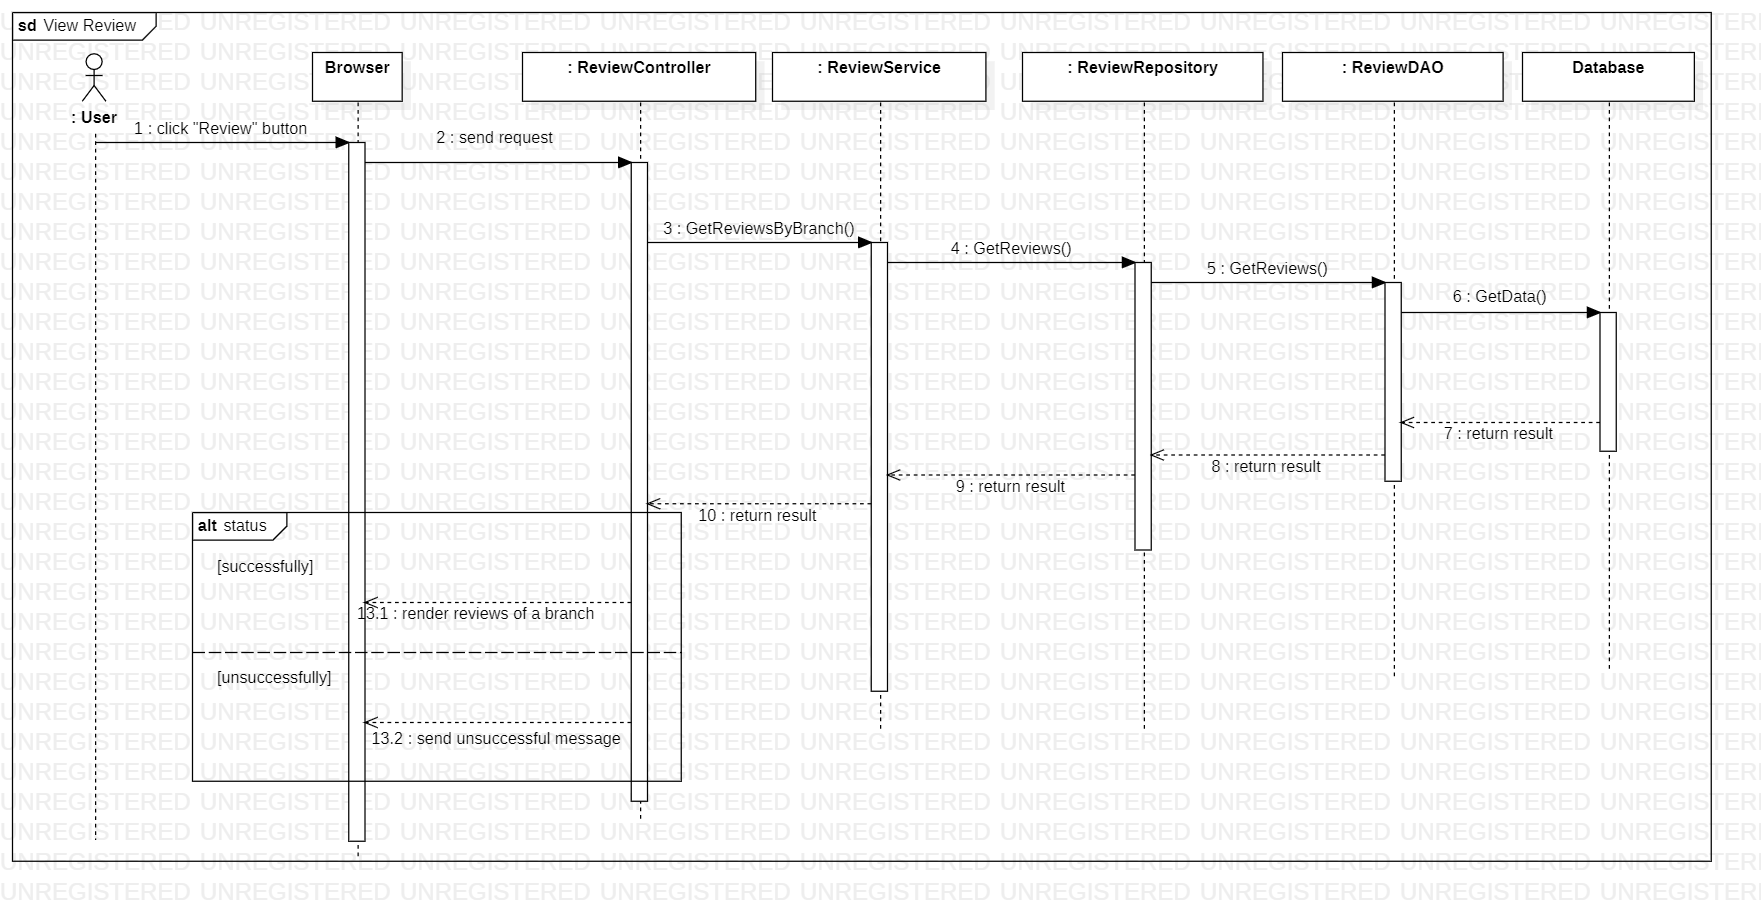 sd View Review
Browser
: ReviewController
: ReviewService
: ReviewRepository
: ReviewDAO
Database
: User
1 : click "Review" button
2 : send request
3 : GetReviewsByBranch()
4 : GetReviews()
5 : GetReviews()
6 : GetData()
7 : return result
8 : return result
9 : return result
10 : return result
alt status
[successfully]
13.1 : render reviews of a branch
[unsuccessfully]
13.2 : send unsuccessful message
UNREGISTERED